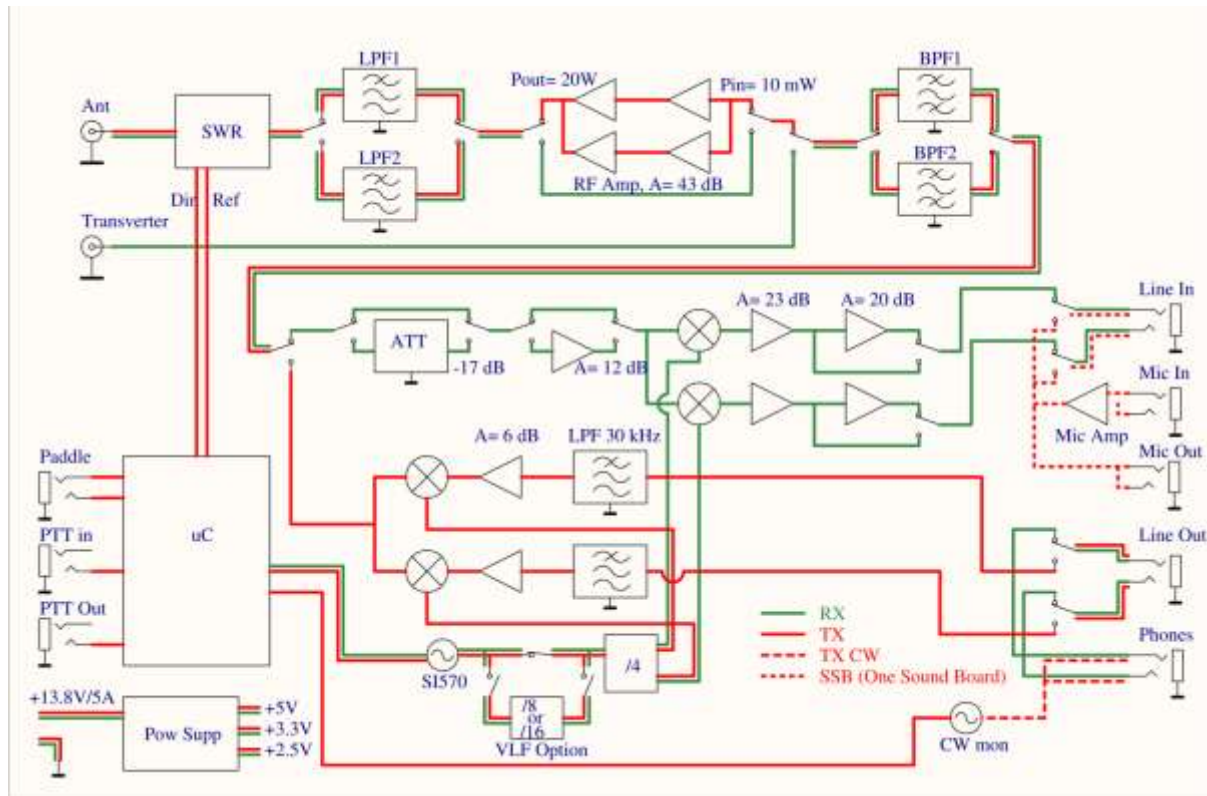 LPF1
BPF1
Pout= 20W
Pin= 10 mW
Ant
SWR
LPF2
BPF2
RF Amp, A= 43 dB
Dir
Ref
Transverter
Line In
A= 23 dB
A= 20 dB
ATT
-17 dB
A= 12 dB
Mic In
Mic Amp
A= 6 dB
LPF 30 kHz
Mic Out
Paddle
PTT in
uC
Line Out
PTT Out
RX
TX
TX CW
SSB (One Sound Board)
Phones
SI570
/4
/8
or
/16
VLF Option
+13.8V/5A
Pow Supp
+5V
+3.3V
+2.5V
CW mon